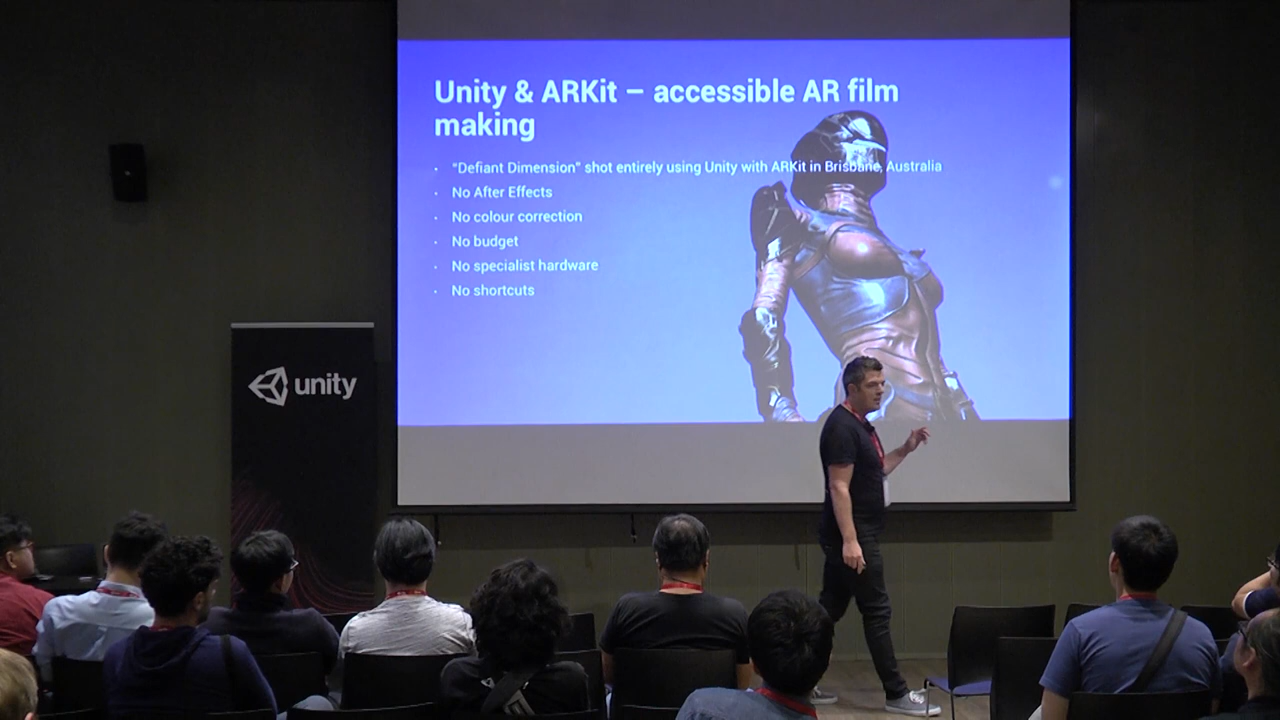 Unity & ARKit – accessible AR film
making
· "Defiant Dimension" shot entirely using Unity with ARKit in Brisbane, Australia
· No After Effects
· No colour correction
· No budget
· No specialist hardware
· No shortcuts
unity